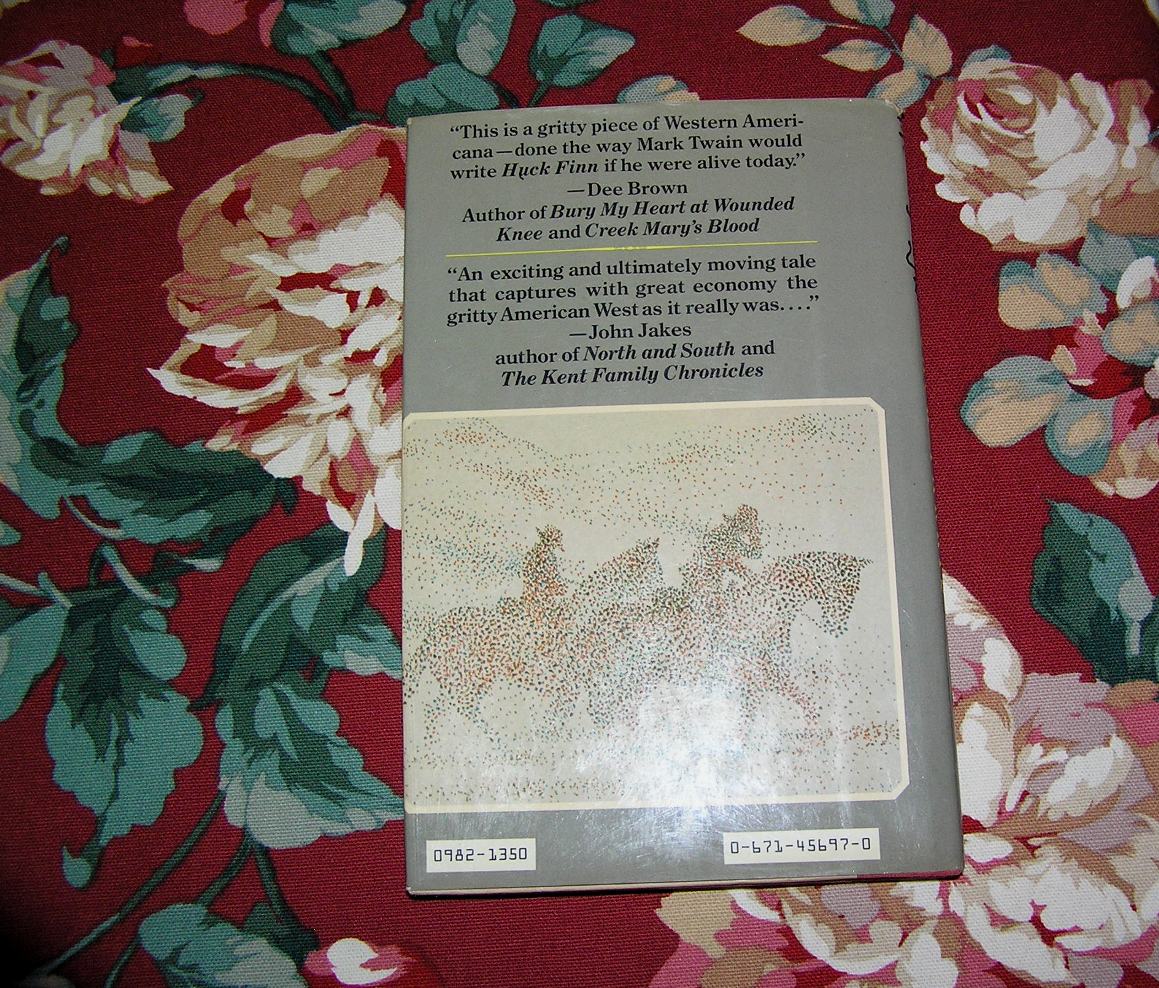 “This is a gritty piece of Western Ameri-
cana—done the way Mark Twain would
write Huck Finn if he were alive today.”
—Dee Brown
Author of Bury My Heart at Wounded
Knee and Creek Mary’s Blood
“An exciting and ultimately moving tale
that captures with great economy the
gritty American West as it really was....”
—John Jakes
author of North and South and
The Kent Family Chronicles
0982-1350
0-671-45697-0